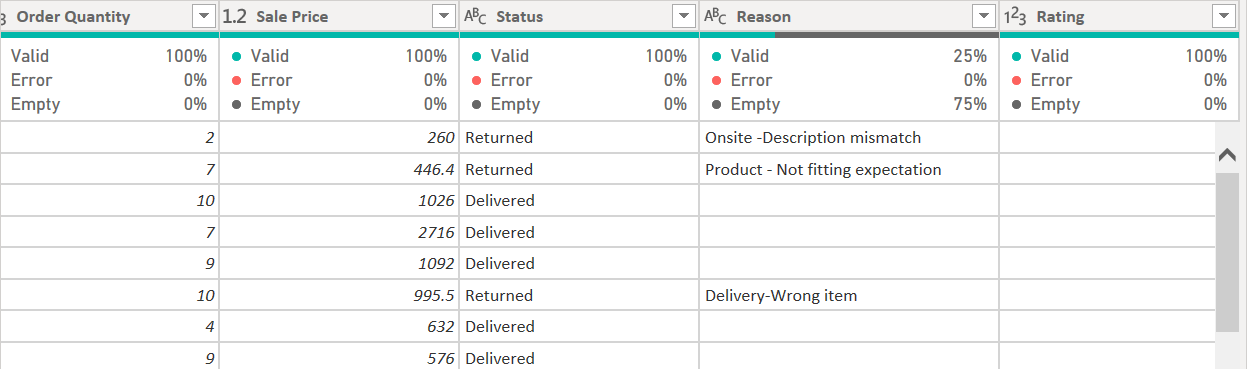 3 Order Quantity 1.2 Sale Price ABC Status ABC Reason 123 Rating
Valid 100% Valid 100% Valid 100% Valid 25% Valid 100%
Error 0% Error 0% Error 0% Error 0% Error 0%
Empty 0% Empty 0% Empty 0% Empty 75% Empty 0%
2 260 Returned Onsite -Description mismatch
7 446.4 Returned Product - Not fitting expectation
10 1026 Delivered
7 2716 Delivered
9 1092 Delivered
10 995.5 Returned Delivery-Wrong item
4 632 Delivered
9 576 Delivered